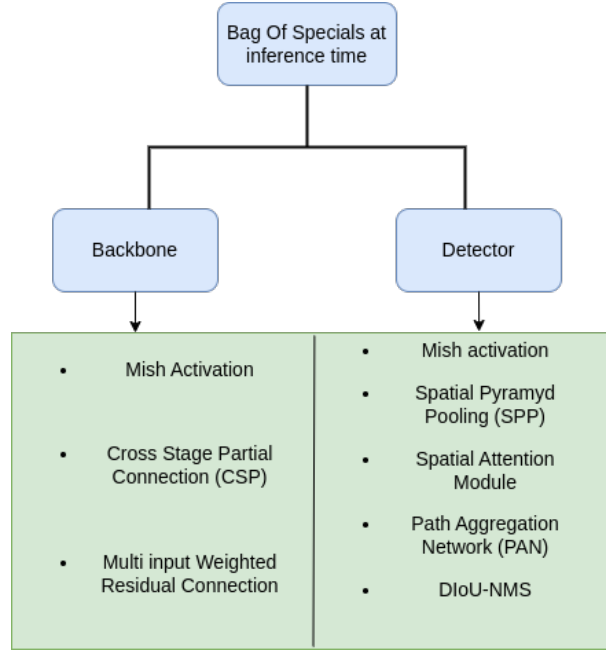 Bag Of Specials at
inference time
Backbone
Detector
• Mish Activation
• Cross Stage Partial
Connection (CSP)
• Multi input Weighted
Residual Connection
• Mish activation
• Spatial Pyramyd
Pooling (SPP)
• Spatial Attention
Module
• Path Aggregation
Network (PAN)
• DIoU-NMS